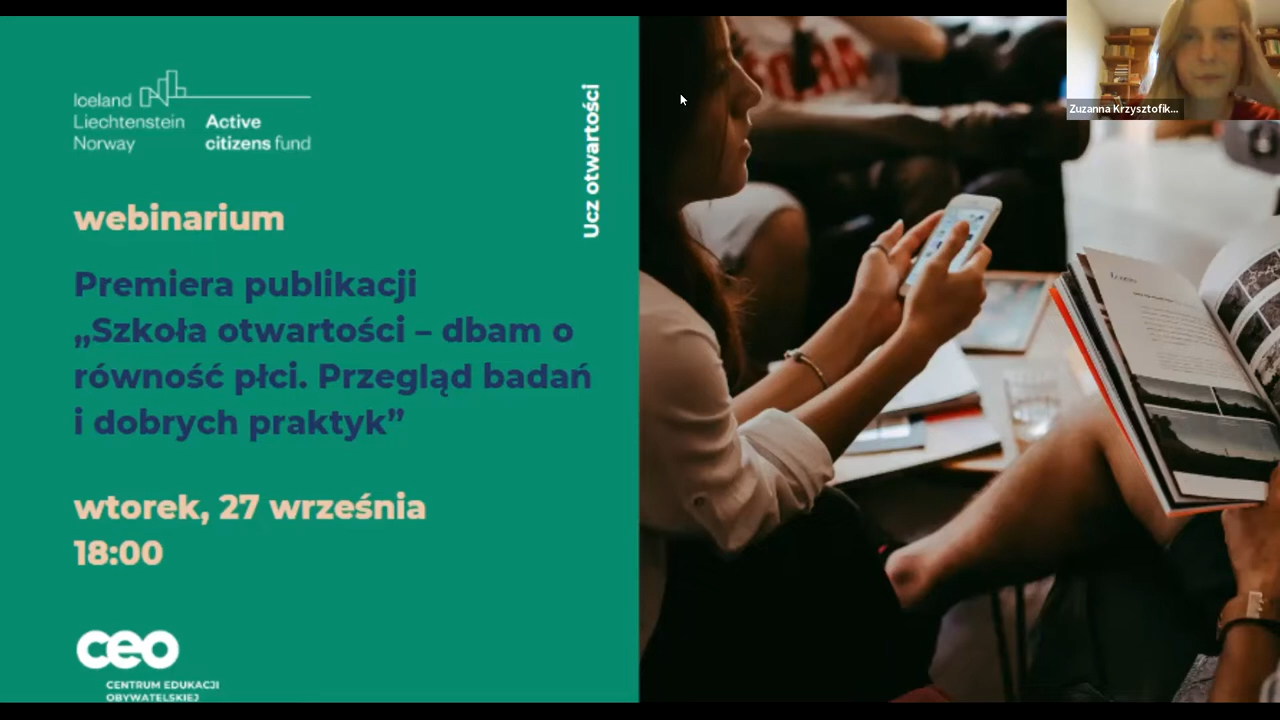 Iceland
Liechtenstein
Norway
Active
citizens fund
Ucz otwartości
webinarium
Premiera publikacji
„Szkoła otwartości – dbam o
równość płci. Przegląd badań
i dobrych praktyk”
wtorek, 27 września
18:00
ceo
CENTRUM EDUKACJI
OBYWATELSKIEJ
Zuzanna Krzysztofik...